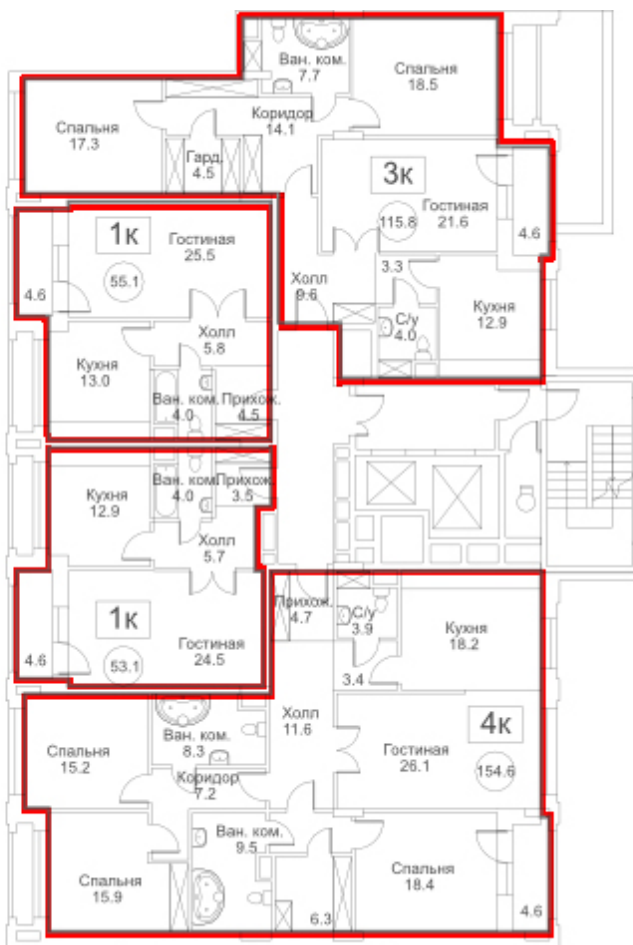 Ван. ком.
7.7
Спальня
18.5
Спальня
17.3
Коридор
14.1
Гард.
4.5
3к
115.8
Гостиная
21.6
4.6
Холл
9.6
3.3
С/у
4.0
Кухня
12.9
1к
55.1
Гостиная
25.5
4.6
Холл
5.8
Кухня
13.0
Ван. ком.
4.0
Прихож.
4.5
Кухня
12.9
Ван. ком.
4.0
Прихож.
3.5
Холл
5.7
1к
53.1
Гостиная
24.5
4.6
Прихож.
4.7
С/у
3.9
Кухня
18.2
3.4
Холл
11.6
4к
154.6
Гостиная
26.1
Спальня
15.2
Ван. ком.
8.3
Коридор
7.2
Ван. ком.
9.5
Спальня
15.9
6.3
Спальня
18.4
4.6